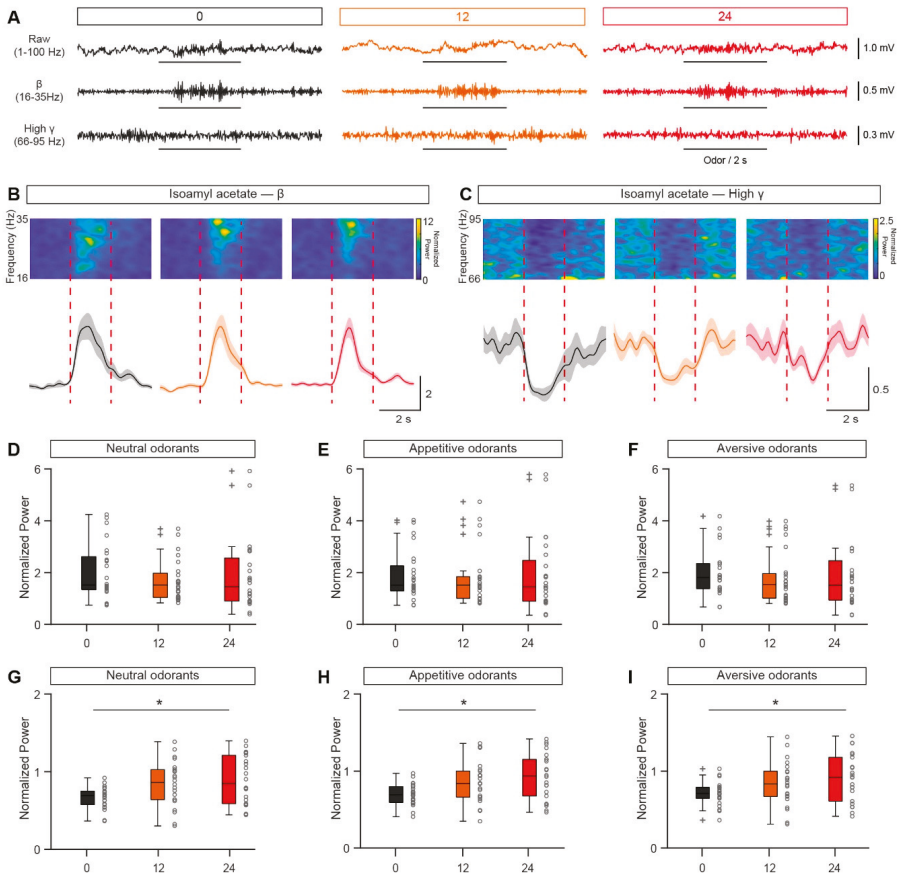 A
0
12
24
Raw
(1-100 Hz)
1.0 mV
β
(16-35Hz)
0.5 mV
High γ
(66-95 Hz)
0.3 mV
Odor / 2 s
B
Isoamyl acetate — β
C
Isoamyl acetate — High γ
Frequency (Hz)
35
16
12
0
Normalized
Power
2
2 s
Frequency (Hz)
95
66
2.5
0
Normalized
Power
0.5
2 s
D
Neutral odorants
Normalized Power
6
4
2
0
0 12 24
E
Appetitive odorants
Normalized Power
6
4
2
0
0 12 24
F
Aversive odorants
Normalized Power
6
4
2
0
0 12 24
G
Neutral odorants
Normalized Power
2
1
0
*
0 12 24
H
Appetitive odorants
Normalized Power
2
1
0
*
0 12 24
I
Aversive odorants
Normalized Power
2
1
0
*
0 12 24